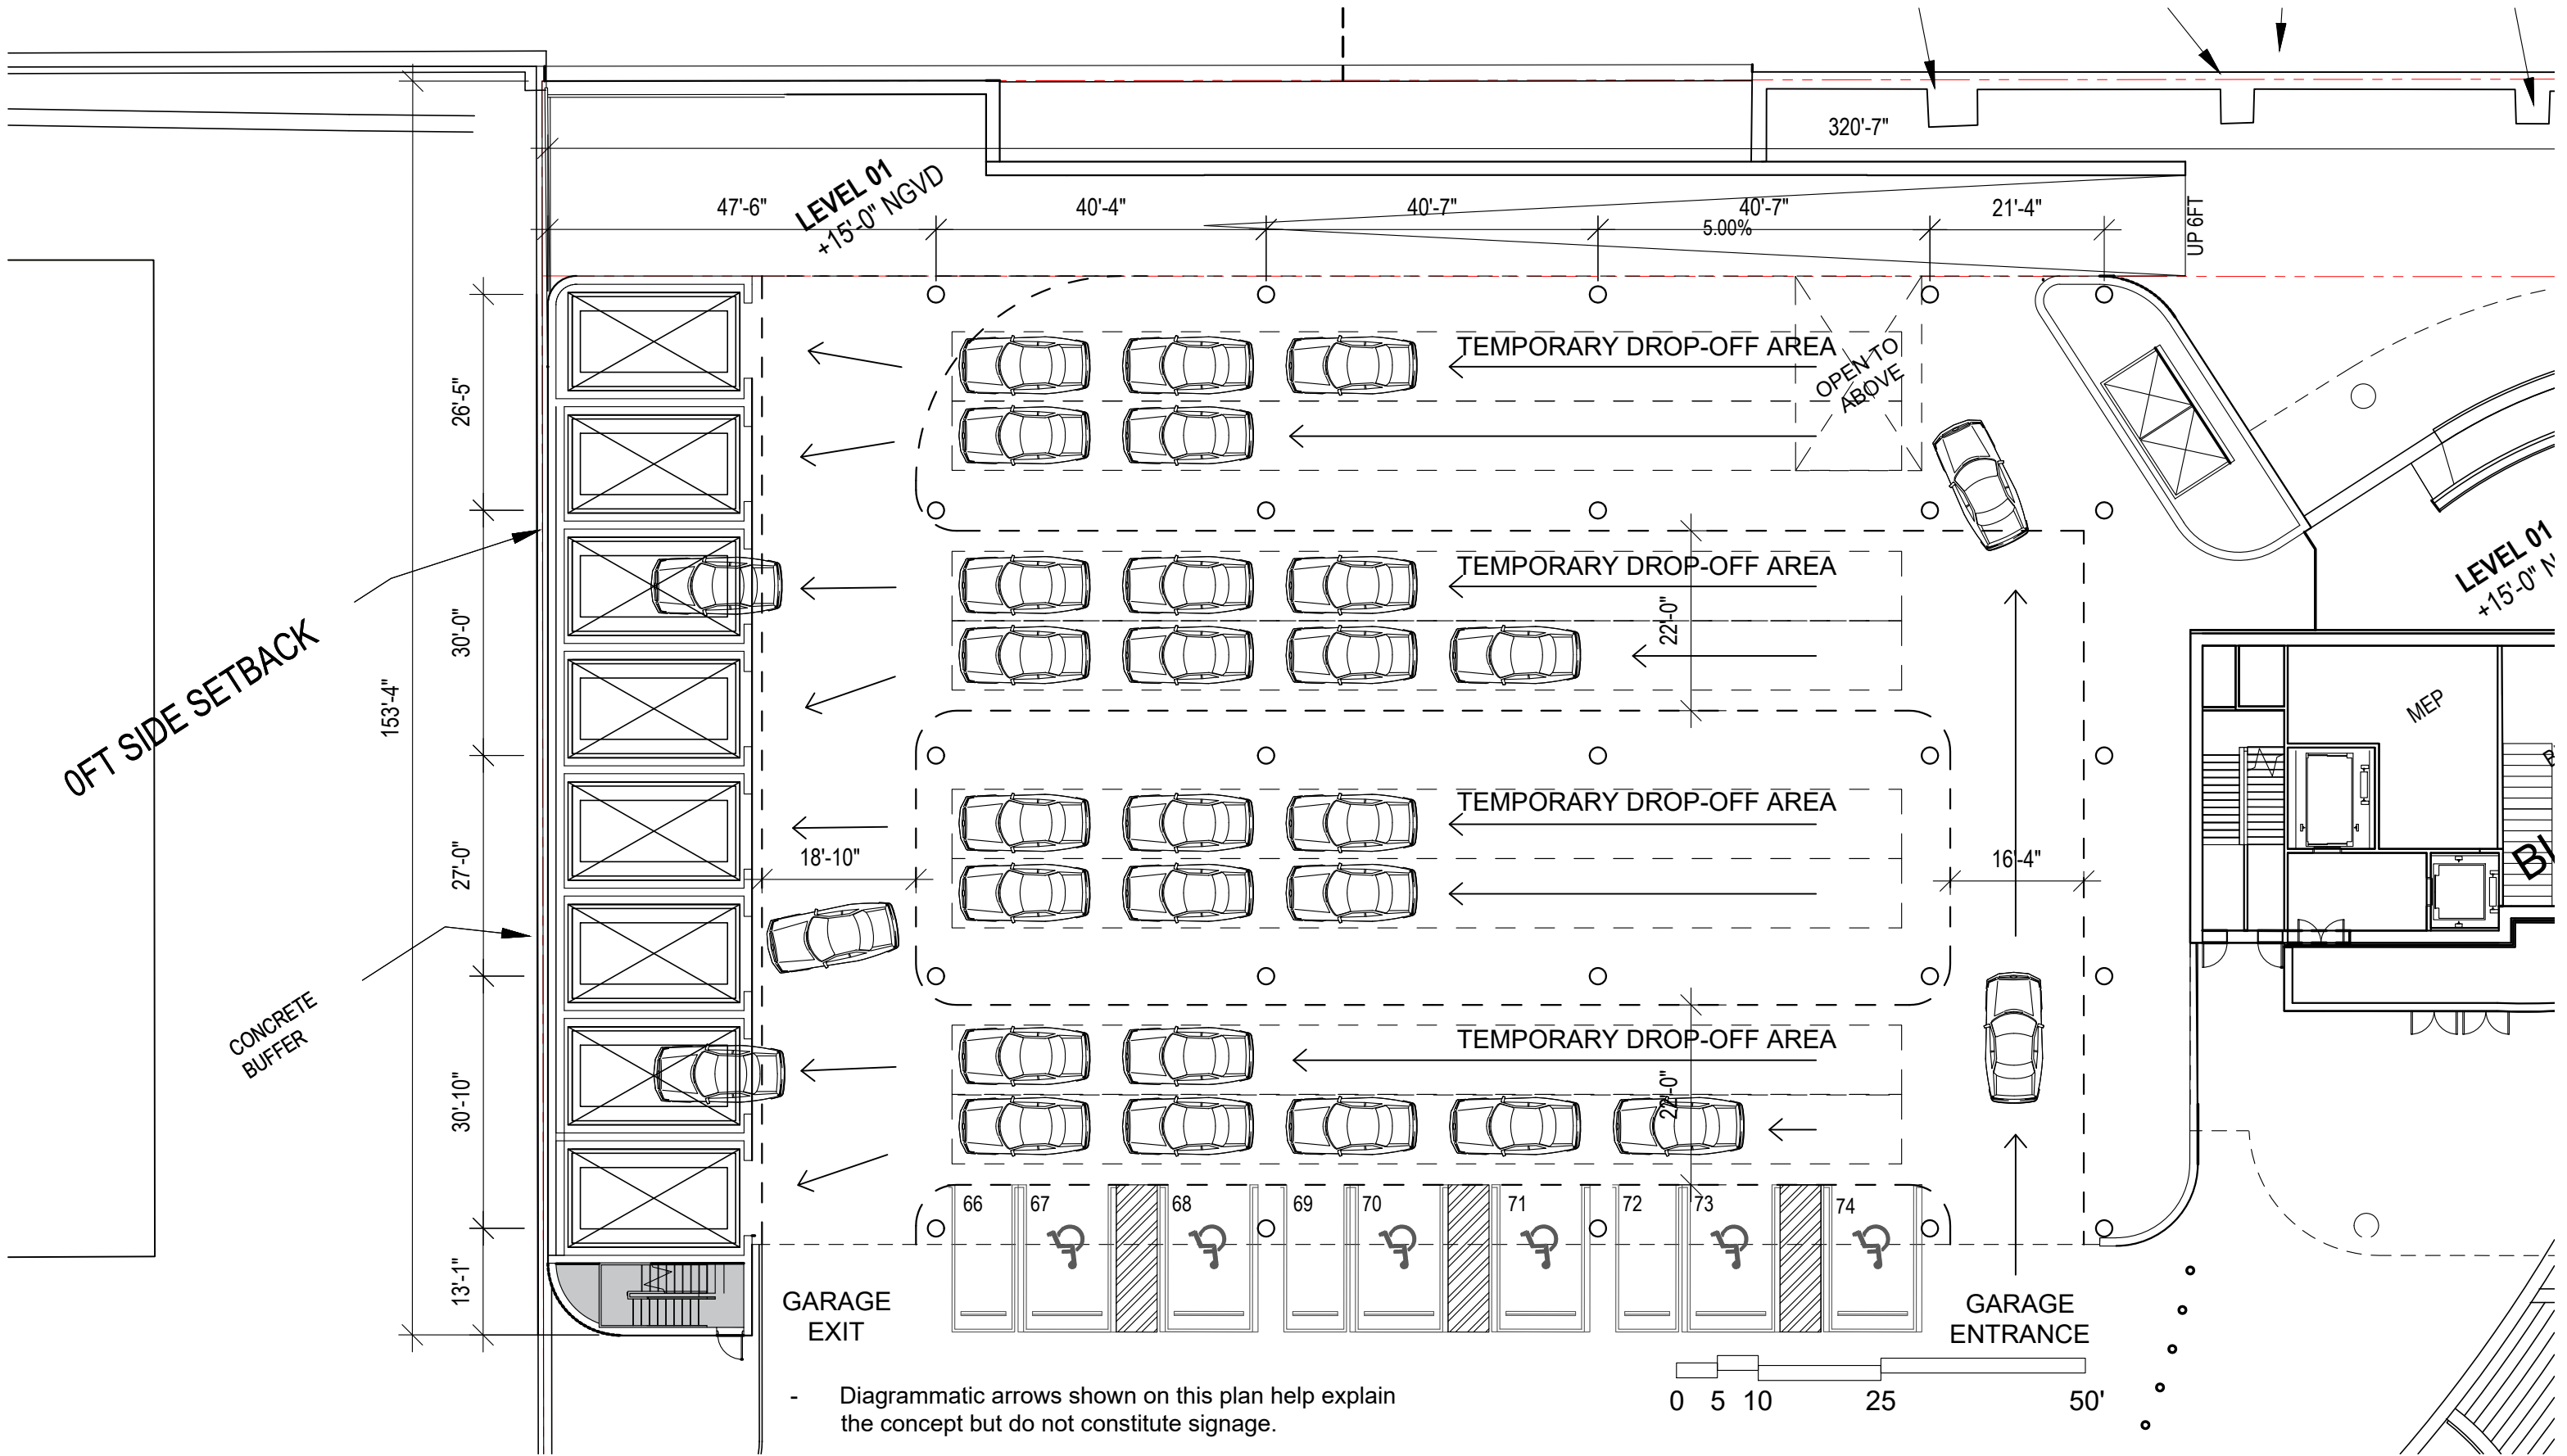 320'-7"
LEVEL 01
+15'-0" NGVD
47'-6"
40'-4"
40'-7"
40'-7"
21'-4"
5.00%
UP 6FT
TEMPORARY DROP-OFF AREA
OPEN TO
ABOVE
26'-5"
TEMPORARY DROP-OFF AREA
22'-0"
30'-0"
LEVEL 01
+15'-0" N
0FT SIDE SETBACK
153'-4"
MEP
TEMPORARY DROP-OFF AREA
27'-0"
18'-10"
16'-4"
CONCRETE
BUFFER
TEMPORARY DROP-OFF AREA
30'-10"
22'-0"
66
67
68
69
70
71
72
73
74
13'-1"
GARAGE
EXIT
GARAGE
ENTRANCE
0 5 10 25 50'
- Diagrammatic arrows shown on this plan help explain
the concept but do not constitute signage.